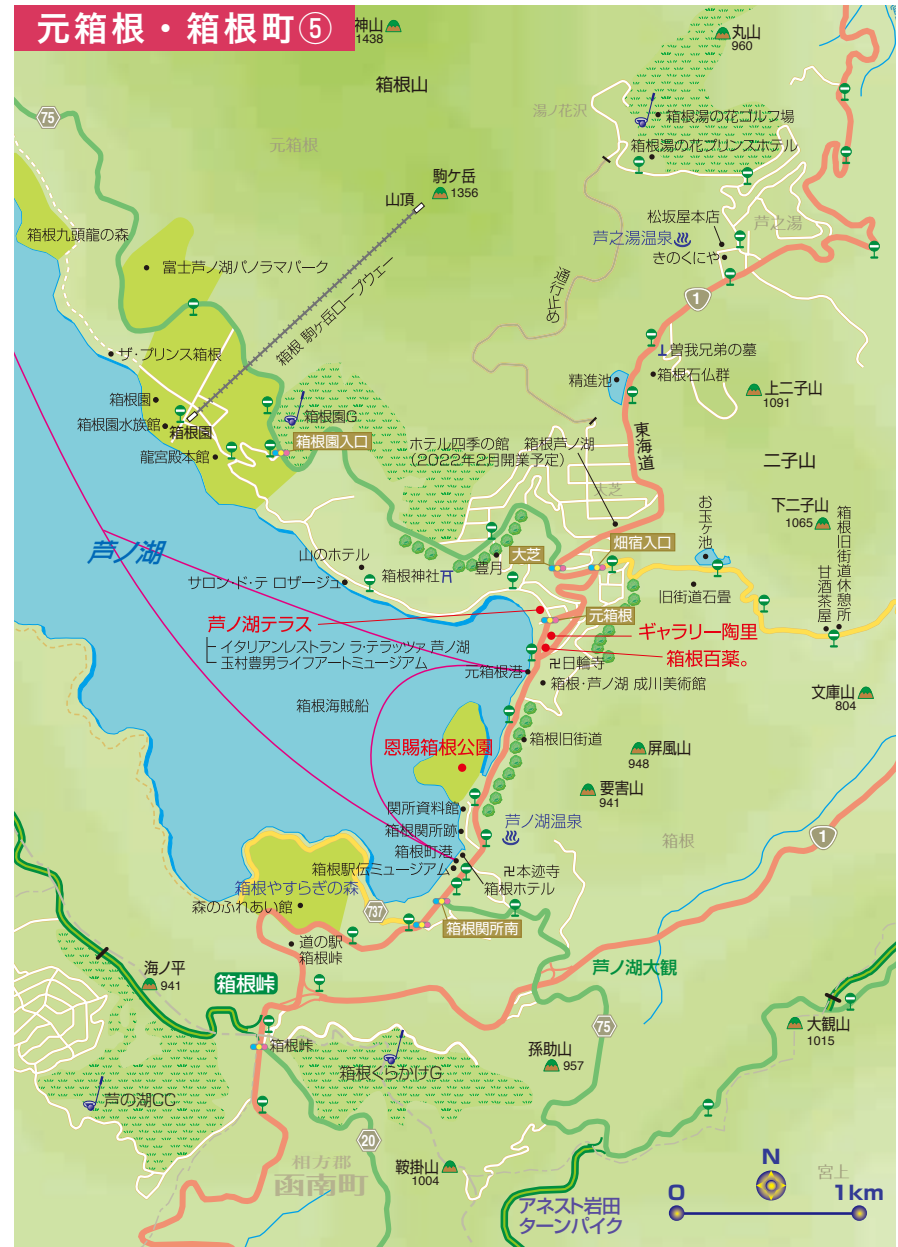 元箱根・箱根町⑤
神山
1438
丸山
960
箱根山
湯ノ花沢
箱根湯の花ゴルフ場
75
元箱根
箱根湯の花プリンスホテル
駒ケ岳
1356
山頂
松坂屋本店
芦之湯
芦之湯温泉
きのくにや
箱根九頭龍の森
富士芦ノ湖パノラマパーク
通行止め
1
箱根 駒ヶ岳ロープウェー
曽我兄弟の墓
ザ・プリンス箱根
箱根石仏群
精進池
上二子山
1091
箱根園
箱根園水族館
箱根園
箱根園G
箱根園入口
龍宮殿本館
ホテル四季の館 箱根芦ノ湖
(2022年2月開業予定)
東海道
二子山
大芝
下二子山
1065
お玉ヶ池
箱根旧街道休憩所
甘酒茶屋
芦ノ湖
山のホテル
大芝
畑宿入口
豊月
箱根神社
サロン・ド・テ ロザージュ
旧街道石畳
芦ノ湖テラス
イタリアンレストラン ラ・テラッツァ 芦ノ湖
玉村豊男ライフアートミュージアム
元箱根
ギャラリー陶里
箱根百薬。
卍日輪寺
元箱根港
箱根・芦ノ湖 成川美術館
箱根海賊船
文庫山
804
恩賜箱根公園
箱根旧街道
屏風山
948
要害山
941
関所資料館
箱根関所跡
芦ノ湖温泉
箱根
1
箱根町港
箱根駅伝ミュージアム
卍本迹寺
箱根ホテル
箱根やすらぎの森
森のふれあい館
737
箱根関所南
道の駅
箱根峠
海ノ平
941
箱根峠
芦ノ湖大観
大観山
1015
75
箱根峠
孫助山
957
箱根くらかけG
芦の湖CC
20
相方郡
函南町
鞍掛山
1004
アネスト岩田
ターンパイク
N
宮上
0
1km